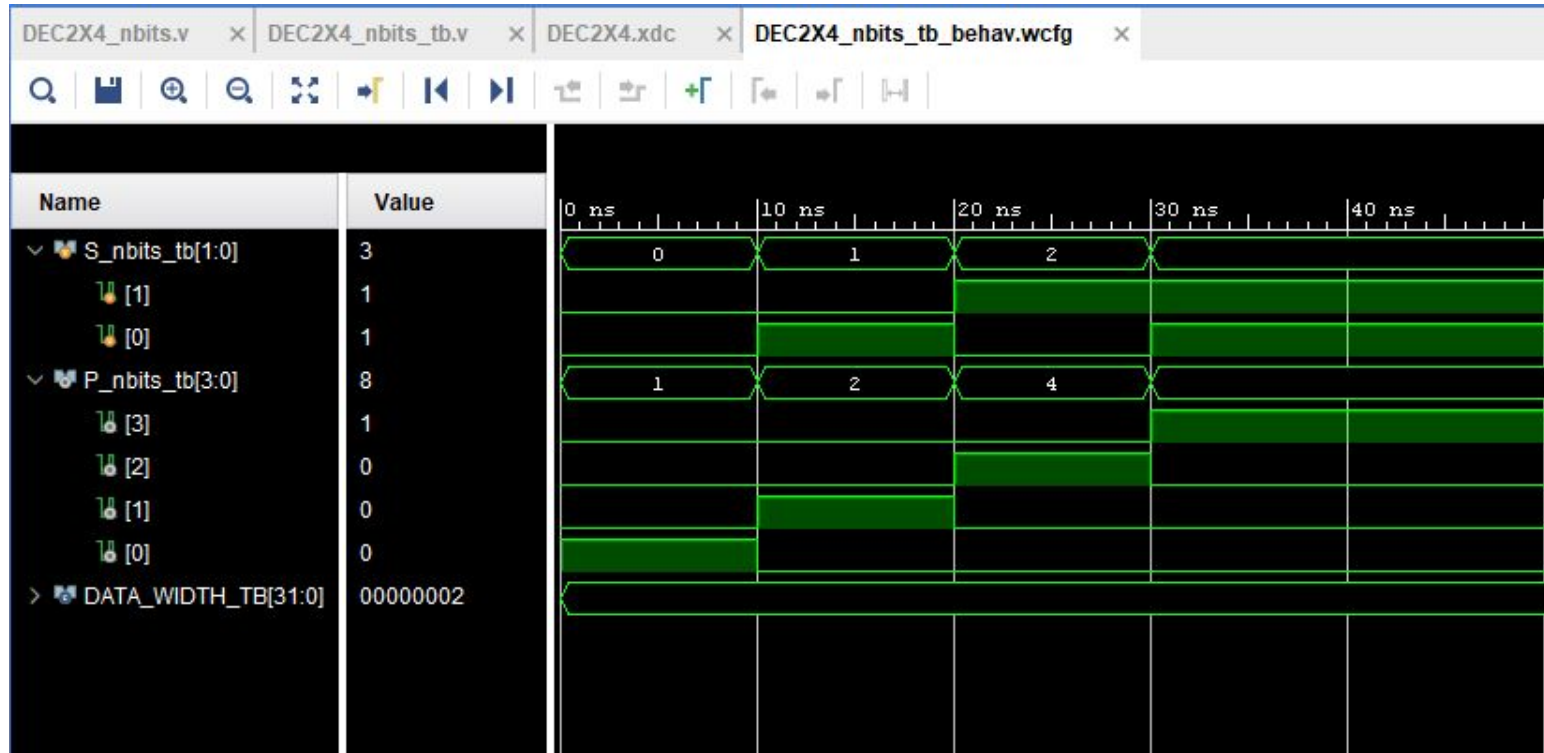 DEC2X4_nbits.v × DEC2X4_nbits_tb.v × DEC2X4.xdc × DEC2X4_nbits_tb_behav.wcfg ×
Name Value 0 ns 10 ns 20 ns 30 ns 40 ns
S_nbits_tb[1:0] 3 0 1 2
[1] 1
[0] 1
P_nbits_tb[3:0] 8 1 2 4
[3] 1
[2] 0
[1] 0
[0] 0
DATA_WIDTH_TB[31:0] 00000002